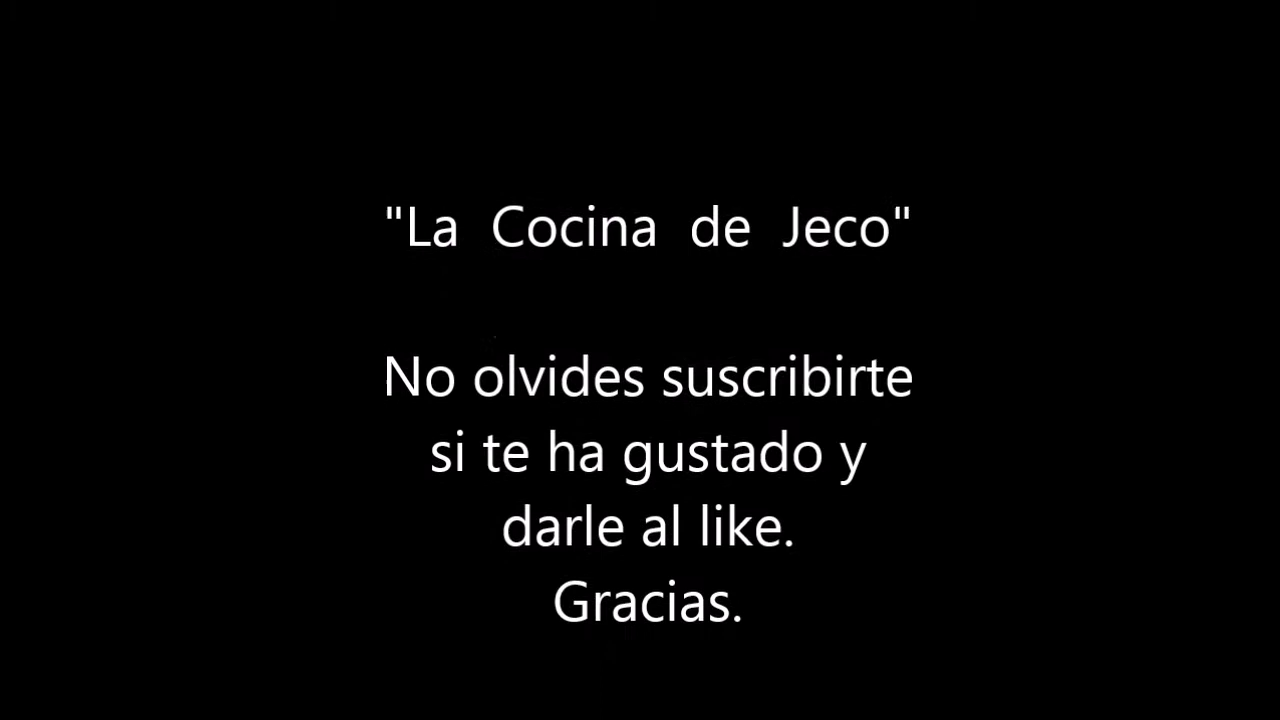 "La  Cocina  de  Jeco"
No olvides suscribirte
si te ha gustado y
darle al like.
Gracias.